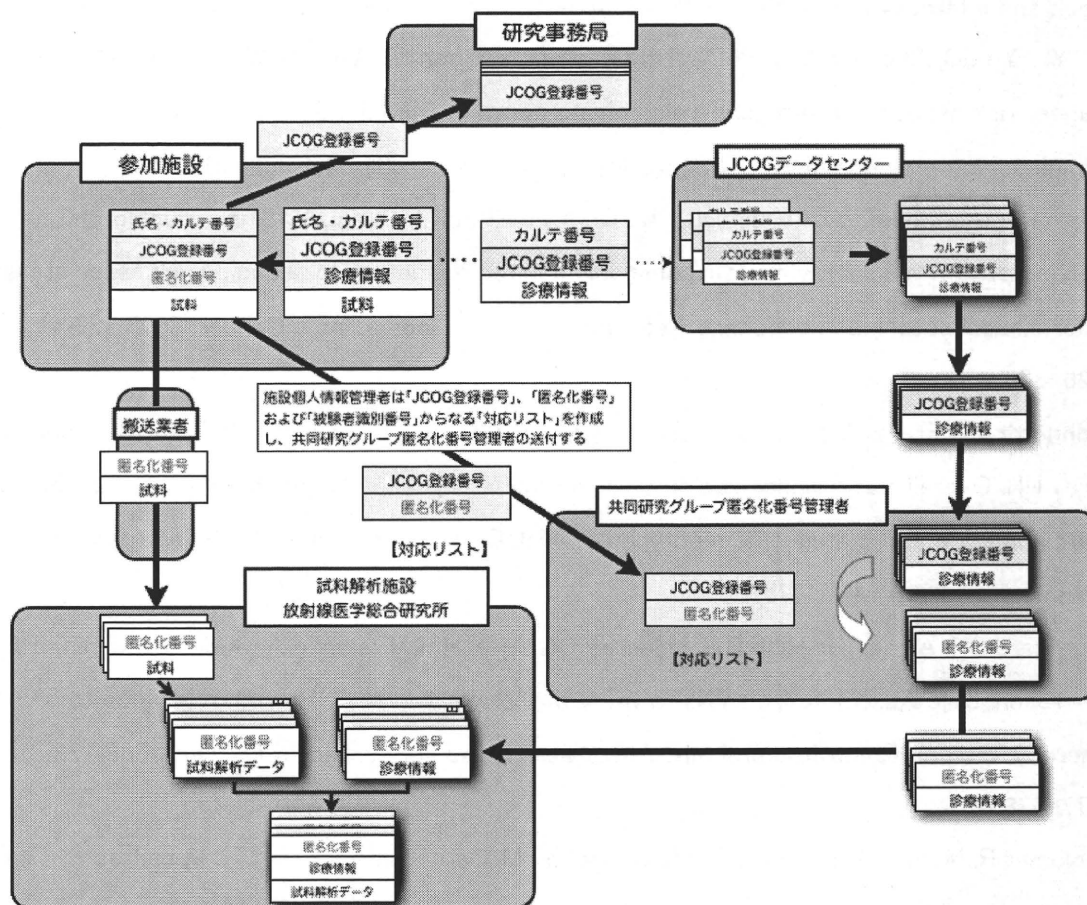 研究事務局
JCOG登録番号
JCOG登録番号
参加施設
氏名・カルテ番号
JCOG登録番号
匿名化番号
試料
氏名・カルテ番号
JCOG登録番号
診療情報
試料
カルテ番号
JCOG登録番号
診療情報
JCOGデータセンター
カルテ番号
カルテ番号
カルテ番号
JCOG登録番号
診療情報
カルテ番号
JCOG登録番号
診療情報
JCOG登録番号
診療情報
施設個人情報管理者は「JCOG登録番号」、「匿名化番号」
および「被験者識別番号」からなる「対応リスト」を作成
し、共同研究グループ匿名化番号管理者の送付する
搬送業者
匿名化番号
試料
JCOG登録番号
匿名化番号
【対応リスト】
共同研究グループ匿名化番号管理者
JCOG登録番号
診療情報
JCOG登録番号
匿名化番号
【対応リスト】
匿名化番号
診療情報
試料解析施設
放射線医学総合研究所
匿名化番号
試料
匿名化番号
試料解析データ
匿名化番号
診療情報
匿名化番号
診療情報
匿名化番号
診療情報
試料解析データ